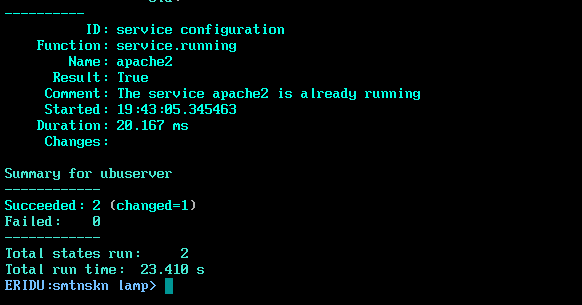 ----------
ID: service configuration
Function: service.running
Name: apache2
Result: True
Comment: The service apache2 is already running
Started: 19:43:05.345463
Duration: 20.167 ms
Changes:
Summary for ubuserver
------------
Succeeded: 2 (changed=1)
Failed: 0
------------
Total states run: 2
Total run time: 23.410 s
ERIDU:smtnskn lamp>